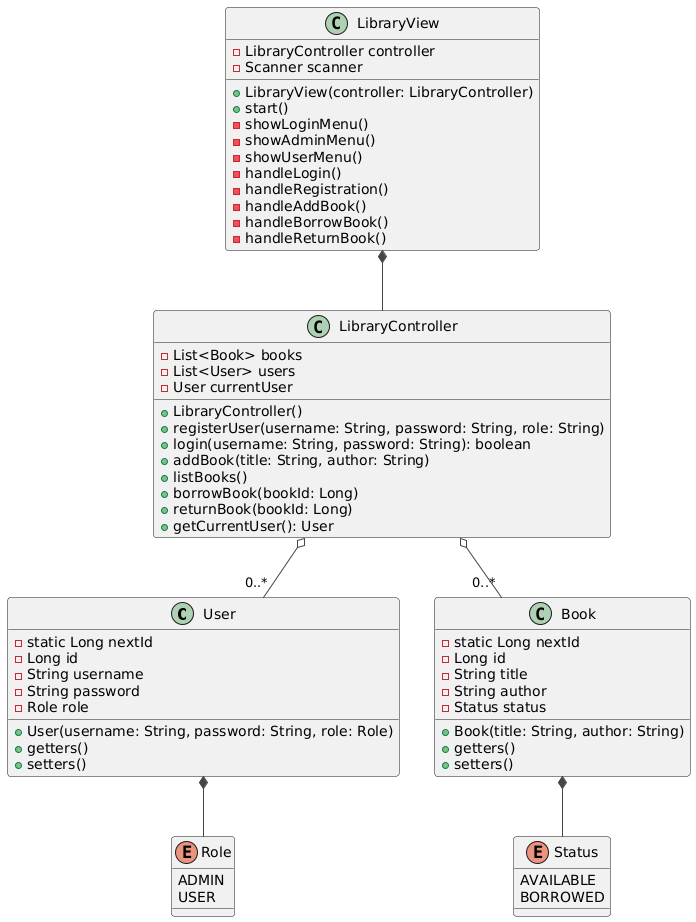 C LibraryView
LibraryController controller
Scanner scanner
LibraryView(controller: LibraryController)
start()
showLoginMenu()
showAdminMenu()
showUserMenu()
handleLogin()
handleRegistration()
handleAddBook()
handleBorrowBook()
handleReturnBook()
C LibraryController
List<Book> books
List<User> users
User currentUser
LibraryController()
registerUser(username: String, password: String, role: String)
login(username: String, password: String): boolean
addBook(title: String, author: String)
listBooks()
borrowBook(bookId: Long)
returnBook(bookId: Long)
getCurrentUser(): User
0..*
0..*
C User
static Long nextId
Long id
String username
String password
Role role
User(username: String, password: String, role: Role)
getters()
setters()
C Book
static Long nextId
Long id
String title
String author
Status status
Book(title: String, author: String)
getters()
setters()
E Role
ADMIN
USER
E Status
AVAILABLE
BORROWED